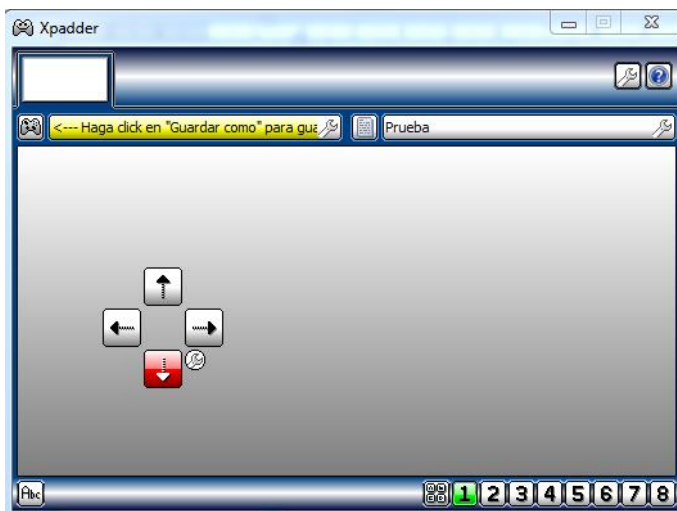 Xpadder
<--- Haga click en "Guardar como" para gua
Prueba
Abc
1 2 3 4 5 6 7 8